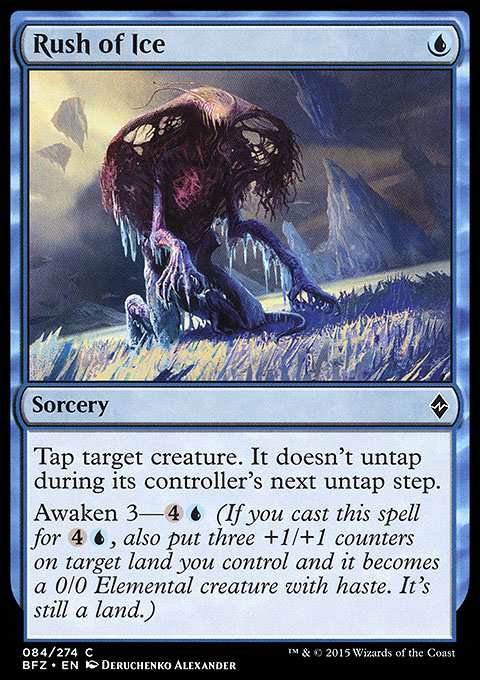 Rush of Ice
Sorcery
Tap target creature. It doesn't untap
during its controller's next untap step.
Awaken 3—4 (If you cast this spell
for 4, also put three +1/+1 counters
on target land you control and it becomes
a 0/0 Elemental creature with haste. It's
still a land.)
084/274 C
BFZ • EN Deruchenko Alexander
™ & © 2015 Wizards of the Coast